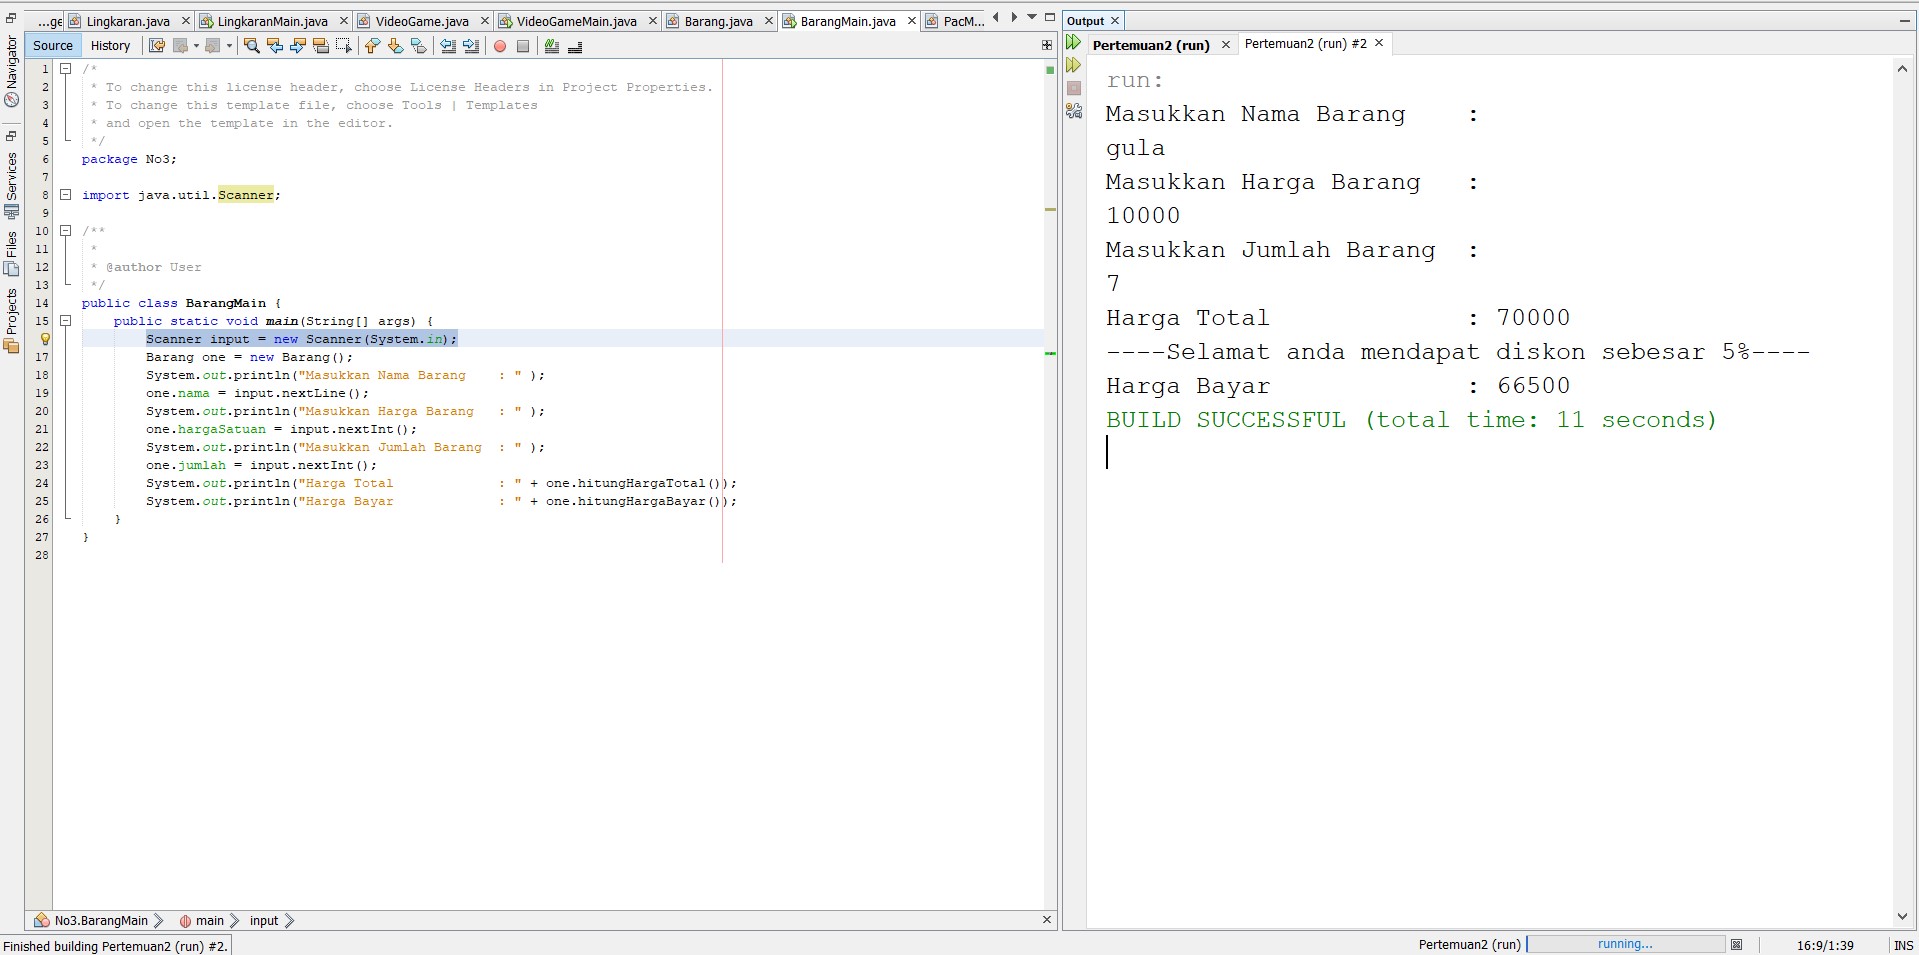 ...ge Lingkaran.java LingkaranMain.java VideoGame.java VideoGameMain.java Barang.java BarangMain.java PacM...
Source History
Navigator
Services
Files
Projects
1 /*
2 * To change this license header, choose License Headers in Project Properties.
3 * To change this template file, choose Tools | Templates
4 * and open the template in the editor.
5 */
6 package No3;
7
8 import java.util.Scanner;
9
10 /**
11 *
12 * @author User
13 */
14 public class BarangMain {
15 public static void main(String[] args) {
Scanner input = new Scanner(System.in);
17 Barang one = new Barang();
18 System.out.println("Masukkan Nama Barang    : " );
19 one.nama = input.nextLine();
20 System.out.println("Masukkan Harga Barang   : " );
21 one.hargaSatuan = input.nextInt();
22 System.out.println("Masukkan Jumlah Barang  : " );
23 one.jumlah = input.nextInt();
24 System.out.println("Harga Total             : " + one.hitungHargaTotal());
25 System.out.println("Harga Bayar             : " + one.hitungHargaBayar());
26 }
27 }
28
No3.BarangMain main input
Output
Pertemuan2 (run) Pertemuan2 (run) #2
run:
Masukkan Nama Barang    :
gula
Masukkan Harga Barang   :
10000
Masukkan Jumlah Barang  :
7
Harga Total             : 70000
----Selamat anda mendapat diskon sebesar 5%----
Harga Bayar             : 66500
BUILD SUCCESSFUL (total time: 11 seconds)
Finished building Pertemuan2 (run) #2.
Pertemuan2 (run) running... 16:9/1:39 INS